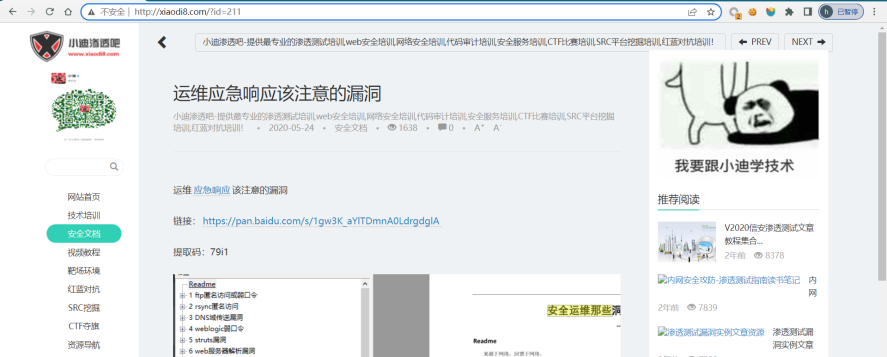 不安全 | http://xiaodi8.com/?id=211
已暂停
小迪渗透吧
www.xiaodi8.com
小迪渗透吧-提供最专业的渗透测试培训,web安全培训,网络安全培训,代码审计培训,安全服务培训,CTF比赛培训,SRC平台挖掘培训,红蓝对抗培训!
PREV
NEXT
网站首页
技术培训
安全文档
视频教程
靶场环境
红蓝对抗
SRC挖掘
CTF夺旗
资源导航
运维应急响应该注意的漏洞
小迪渗透吧-提供最专业的渗透测试培训,web安全培训,网络安全培训,代码审计培训,安全服务培训,CTF比赛培训,SRC平台挖掘
培训,红蓝对抗培训! • 2020-05-24 • 安全文档 • 1638 • 0 • A+ A-
运维 应急响应 该注意的漏洞
链接: https://pan.baidu.com/s/1gw3K_aYlTDmnA0LdrgdglA
提取码: 79i1
Readme
1 ftp匿名访问或弱口令
2 rsync匿名访问
3 DNS域传送漏洞
4 weblogic弱口令
5 struts漏洞
6 web服务器解析漏洞
安全运维那些洞
Readme
我要跟小迪学技术
推荐阅读
V2020信安渗透测试文章
教程集合...
2年前 8378
内网安全攻防-渗透测试指南读书笔记 内
网
2年前 7839
渗透测试漏洞实例文章资源 渗透测试漏
洞实例文章